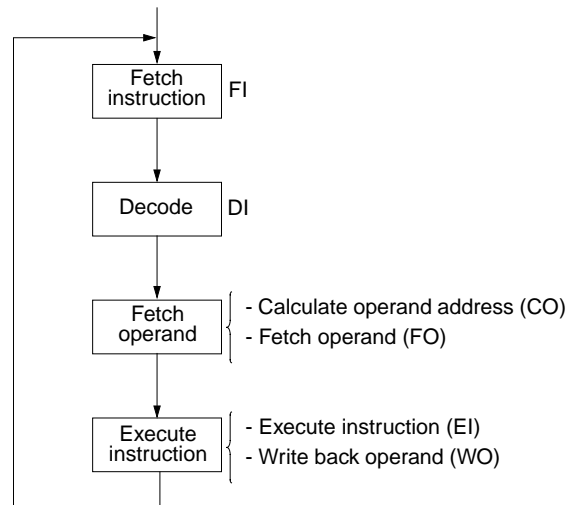 Fetch
instruction
FI
Decode
DI
Fetch
operand
- Calculate operand address (CO)
- Fetch operand (FO)
Execute
instruction
- Execute instruction (EI)
- Write back operand (WO)